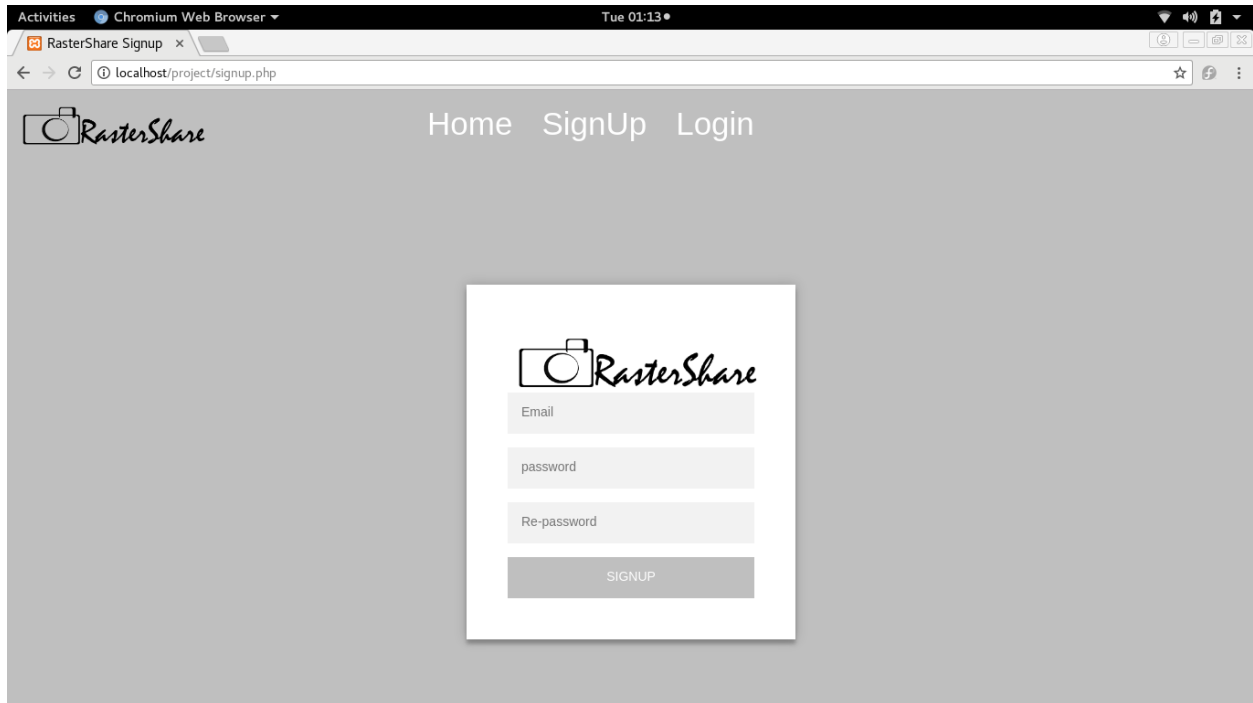 Activities Chromium Web Browser Tue 01:13
RasterShare Signup
localhost/project/signup.php
RasterShare Home SignUp Login
RasterShare
Email
password
Re-password
SIGNUP